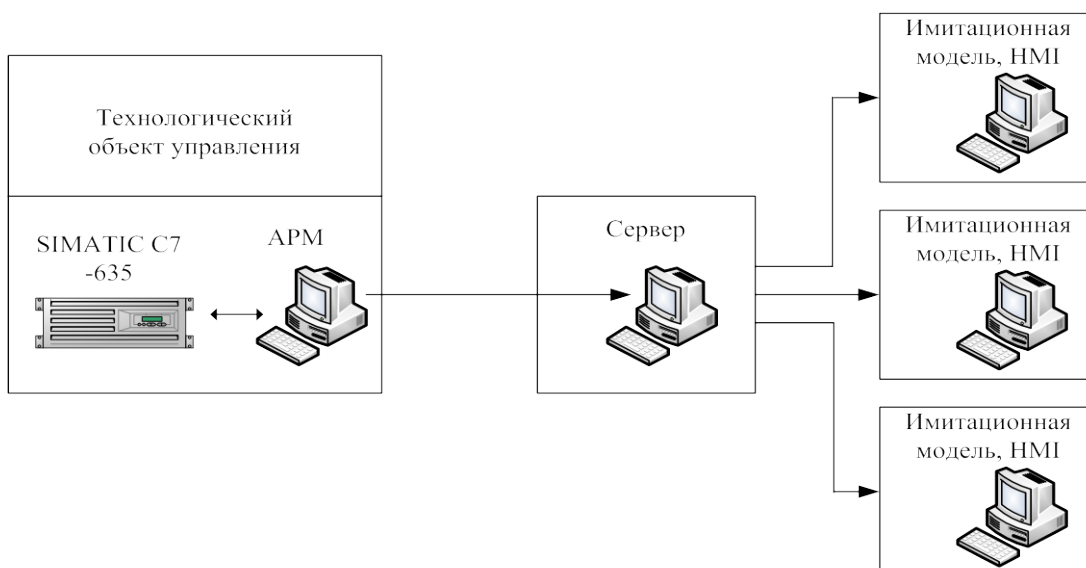 Технологический
объект управления
SIMATIC C7
-635
АРМ
Сервер
Имитационная
модель, HMI
Имитационная
модель, HMI
Имитационная
модель, HMI